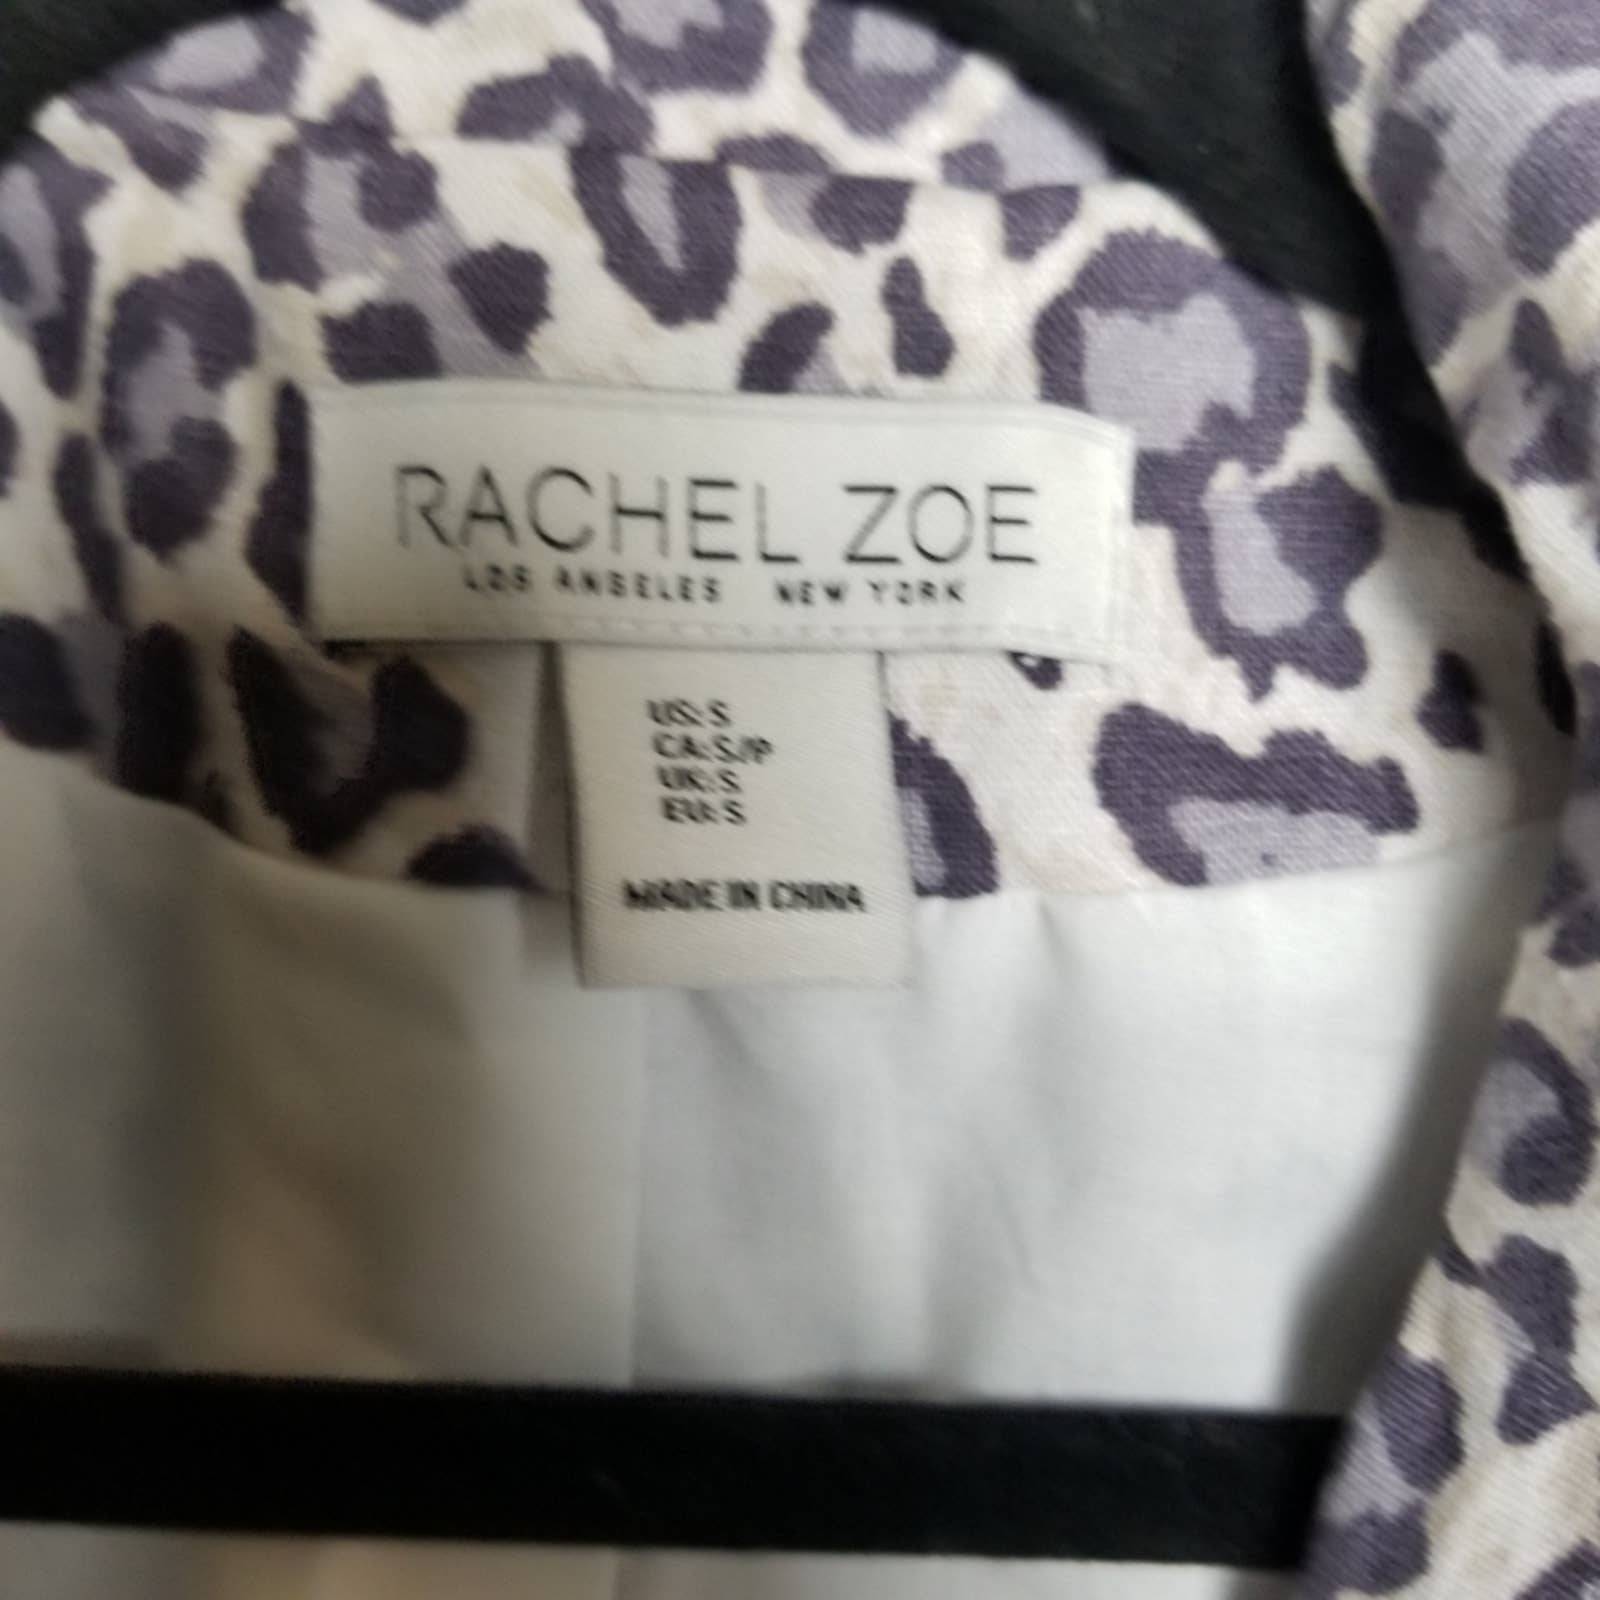 RACHEL ZOE
LOS ANGELES NEW YORK
US: S
CA: S/P
UK: S
EU: S
MADE IN CHINA